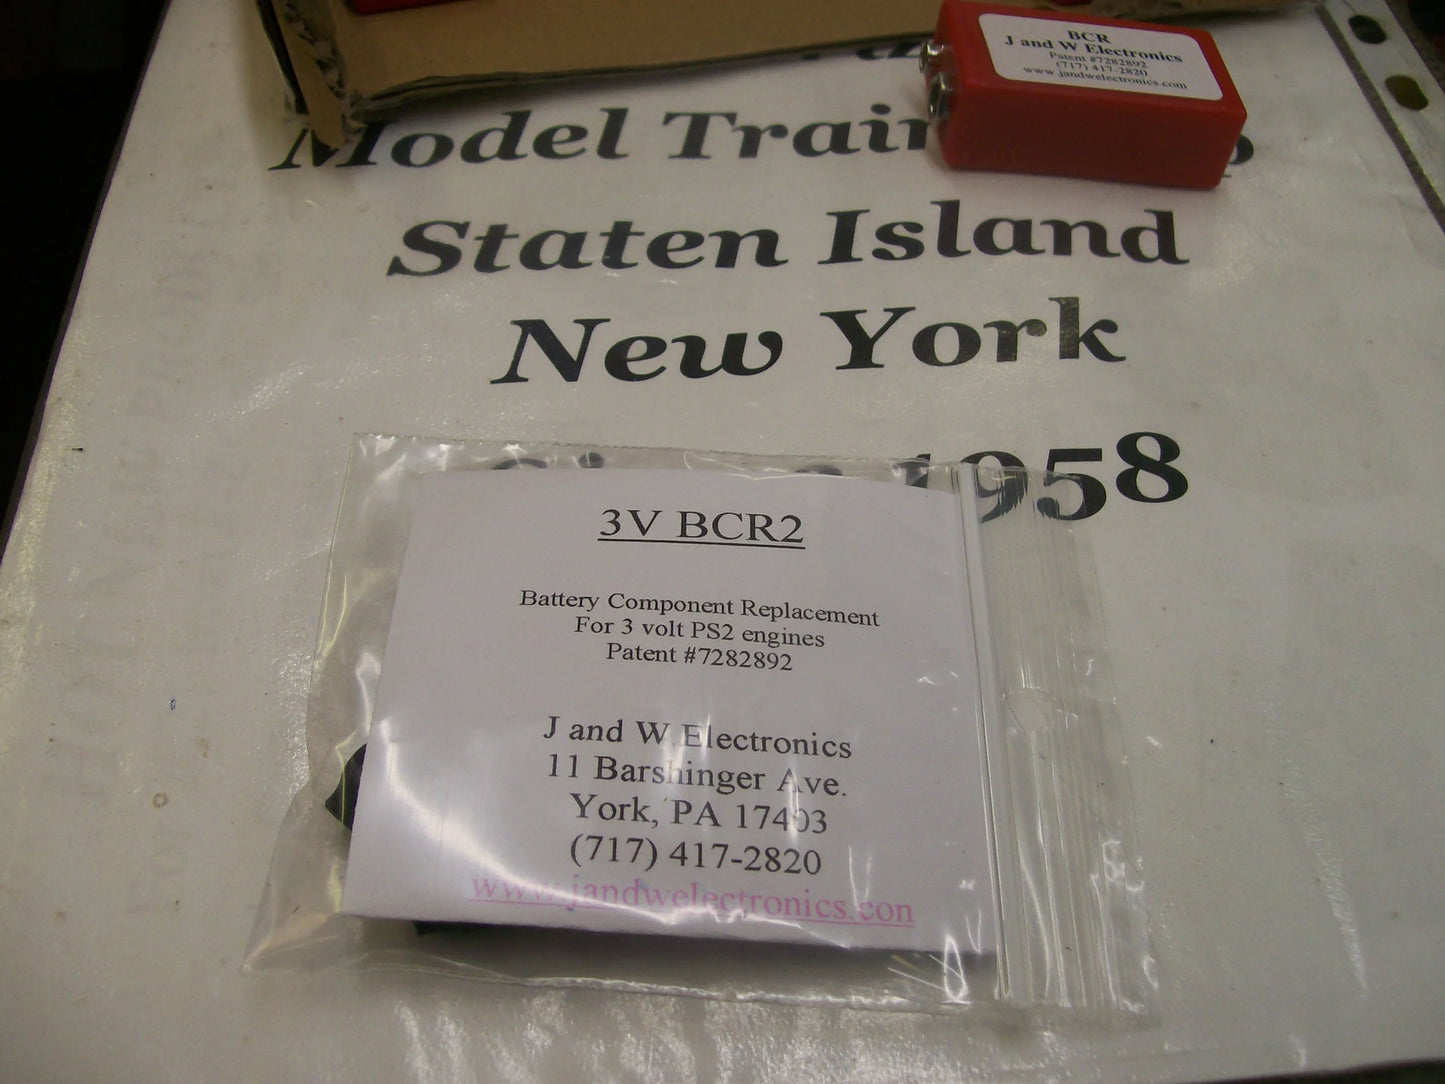 BCR
J and W Electronics
Patent #7282892
(717) 417-2820
www.jandwelectronics.com
Model Train
Staten Island
New York
1958
3V BCR2
Battery Component Replacement
For 3 volt PS2 engines
Patent #7282892
J and W Electronics
11 Barshinger Ave.
York, PA 17403
(717) 417-2820
www.jandwelectronics.con